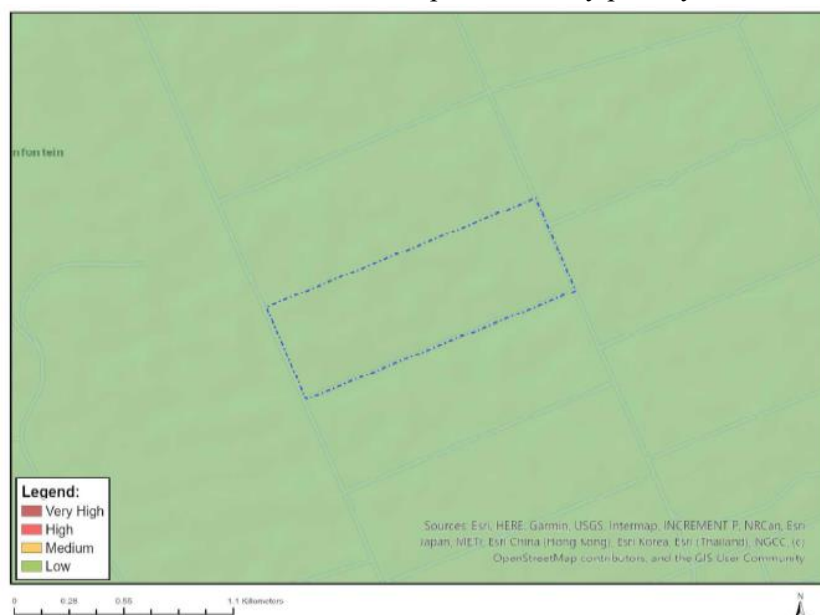 nfontein
Legend:
Very High
High
Medium
Low
Sources: Esri, HERE, Garmin, USGS, Intermap, INCREMENT P, NRCan, Esri
Japan, METI, Esri China (Hong Kong), Esri Korea, Esri (Thailand), NGCC, (c)
OpenStreetMap contributors, and the GIS User Community
0 0.28 0.55 1.1 Kilometers
N